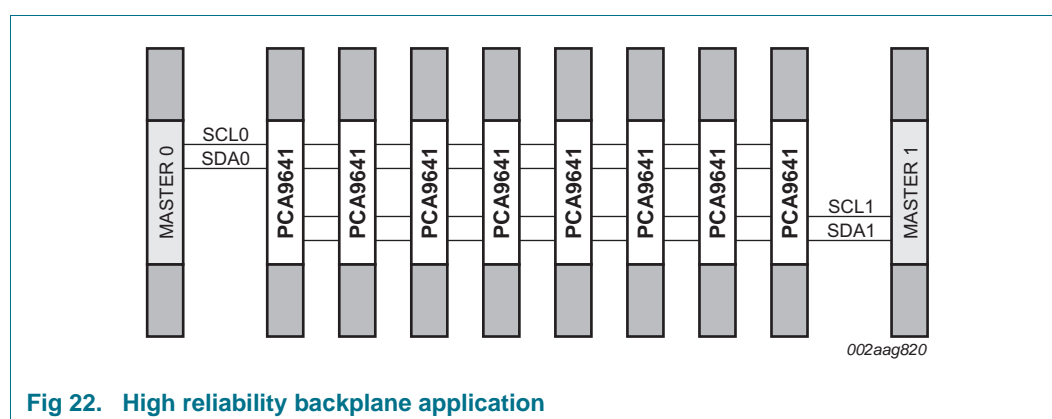 MASTER 0
SCL0
SDA0
PCA9641
PCA9641
PCA9641
PCA9641
PCA9641
PCA9641
PCA9641
PCA9641
SCL1
SDA1
MASTER 1
002aag820
Fig 22. High reliability backplane application